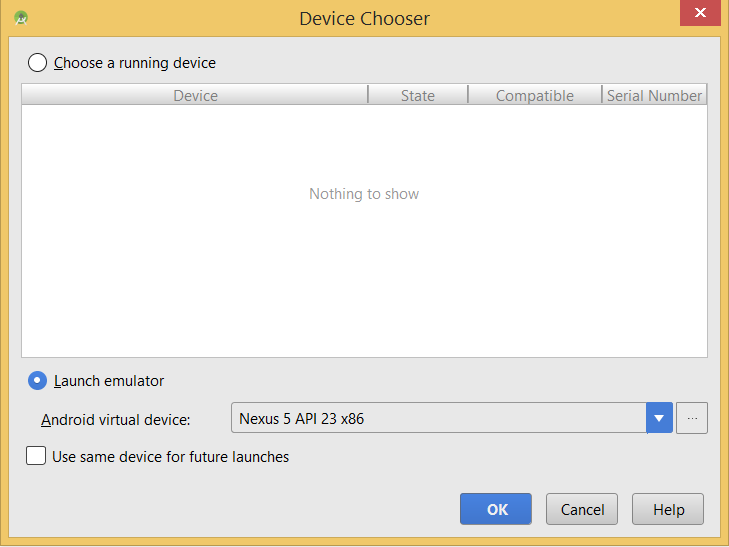 Device Chooser
Choose a running device
Device State Compatible Serial Number
Nothing to show
Launch emulator
Android virtual device: Nexus 5 API 23 x86 ...
Use same device for future launches
OK Cancel Help